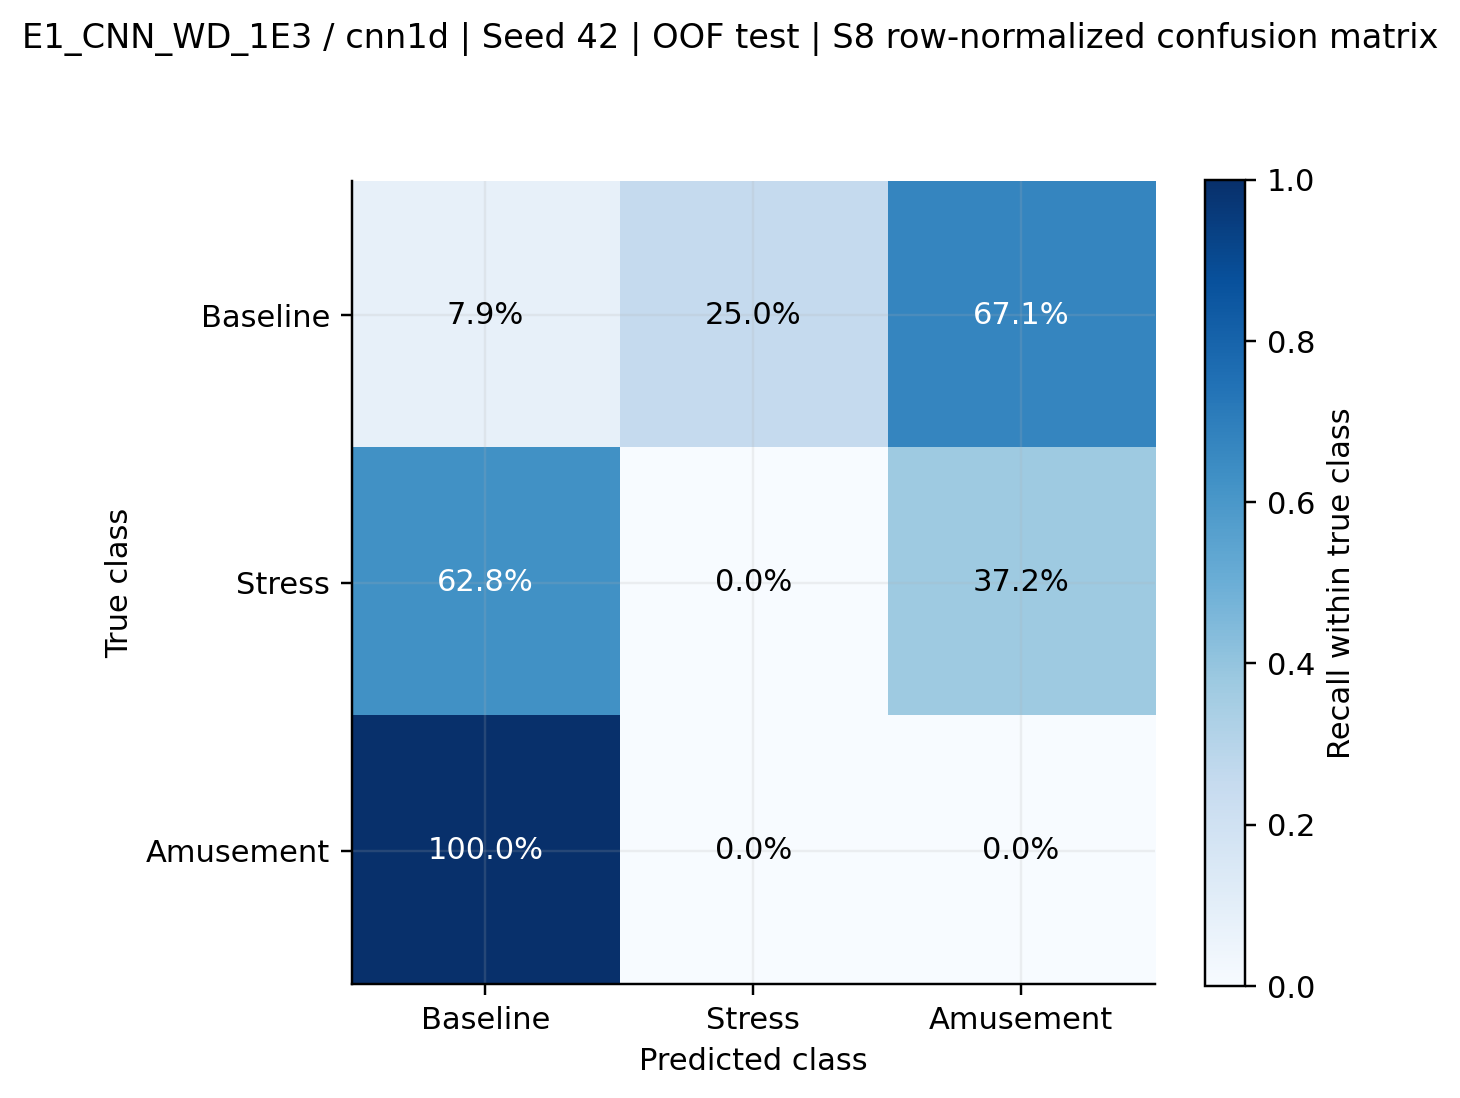 E1_CNN_WD_1E3 / cnn1d | Seed 42 | OOF test | S8 row-normalized confusion matrix
True class
Baseline 7.9% 25.0% 67.1%
Stress 62.8% 0.0% 37.2%
Amusement 100.0% 0.0% 0.0%
Baseline Stress Amusement
Predicted class
1.0
0.8
0.6
0.4
0.2
0.0
Recall within true class